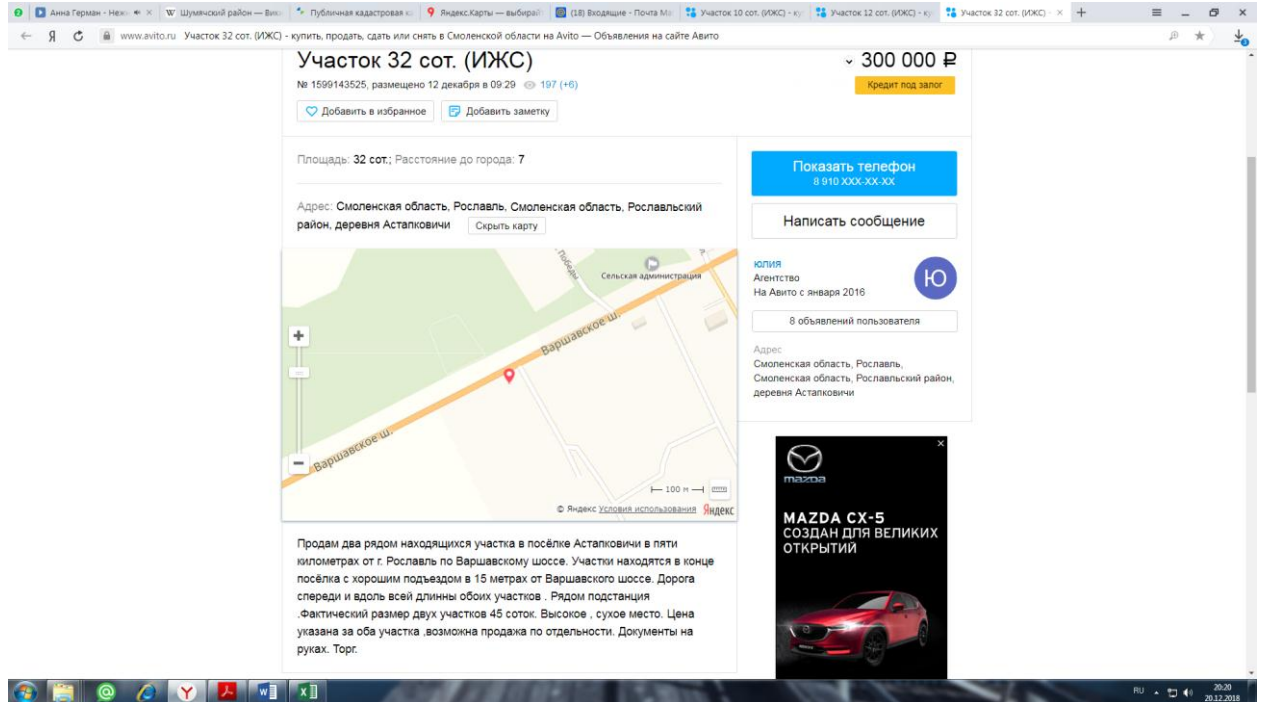 Анна Герман - Неж
Шумячский район — Вик
Публичная кадастровая к
Яндекс.Карты — выбирай
(18) Входящие - Почта Ma
Участок 10 сот. (ИЖС) - ку
Участок 12 сот. (ИЖС) - ку
Участок 32 сот. (ИЖС) -
www.avito.ru Участок 32 сот. (ИЖС) - купить, продать, сдать или снять в Смоленской области на Avito — Объявления на сайте Авито
Участок 32 сот. (ИЖС)
300 000 ₽
№ 1599143525, размещено 12 декабря в 09:29 197 (+6)
Кредит под залог
Добавить в избранное
Добавить заметку
Площадь: 32 сот.; Расстояние до города: 7
Адрес: Смоленская область, Рославль, Смоленская область, Рославльский
район, деревня Астапковичи Скрыть карту
Победы
Сельская администрация
Варшавское ш.
Варшавское ш.
100 м
© Яндекс Условия использования Яндекс
Продам два рядом находящихся участка в посёлке Астапковичи в пяти
километрах от г. Рославль по Варшавскому шоссе. Участки находятся в конце
посёлка с хорошим подъездом в 15 метрах от Варшавского шоссе. Дорога
спереди и вдоль всей длинны обоих участков . Рядом подстанция
.Фактический размер двух участков 45 соток. Высокое , сухое место. Цена
указана за оба участка ,возможна продажа по отдельности. Документы на
руках. Торг.
Показать телефон
8 910 XXX-XX-XX
Написать сообщение
юлия
Агентство
На Авито с января 2016
Ю
8 объявлений пользователя
Адрес
Смоленская область, Рославль,
Смоленская область, Рославльский район,
деревня Астапковичи
mazda
MAZDA CX-5
СОЗДАН ДЛЯ ВЕЛИКИХ
ОТКРЫТИЙ
RU
20:20
20.12.2018